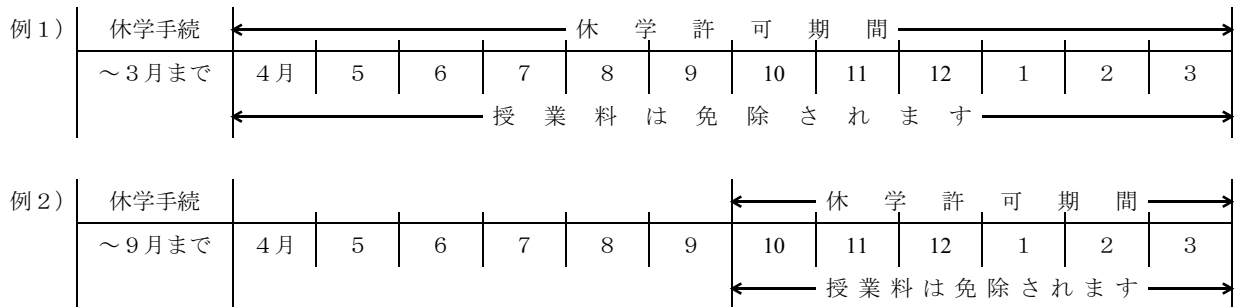 例1) 休学手続 休学許可期間
～3月まで 4月 5 6 7 8 9 10 11 12 1 2 3
授業料は免除されます
例2) 休学手続 休学許可期間
～9月まで 4月 5 6 7 8 9 10 11 12 1 2 3
授業料は免除されます